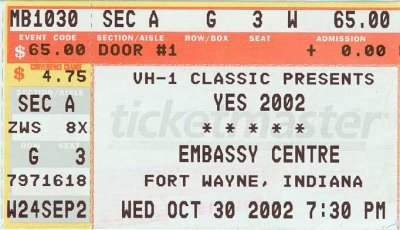 MB1030 SEC A G 3 W 65.00
EVENT CODE SECTION/AISLE ROW/BOX SEAT ADMISSION
$ 65.00 DOOR #1 + 0.00
CONVENIENCE CHARGE
$ 4.75 VH-1 CLASSIC PRESENTS
SECTION/AISLE
SEC A YES 2002
ticketmaster
ZWS 8X * * * * *
G 3 EMBASSY CENTRE
7971618 FORT WAYNE, INDIANA
W24SEP2 WED OCT 30 2002 7:30 PM